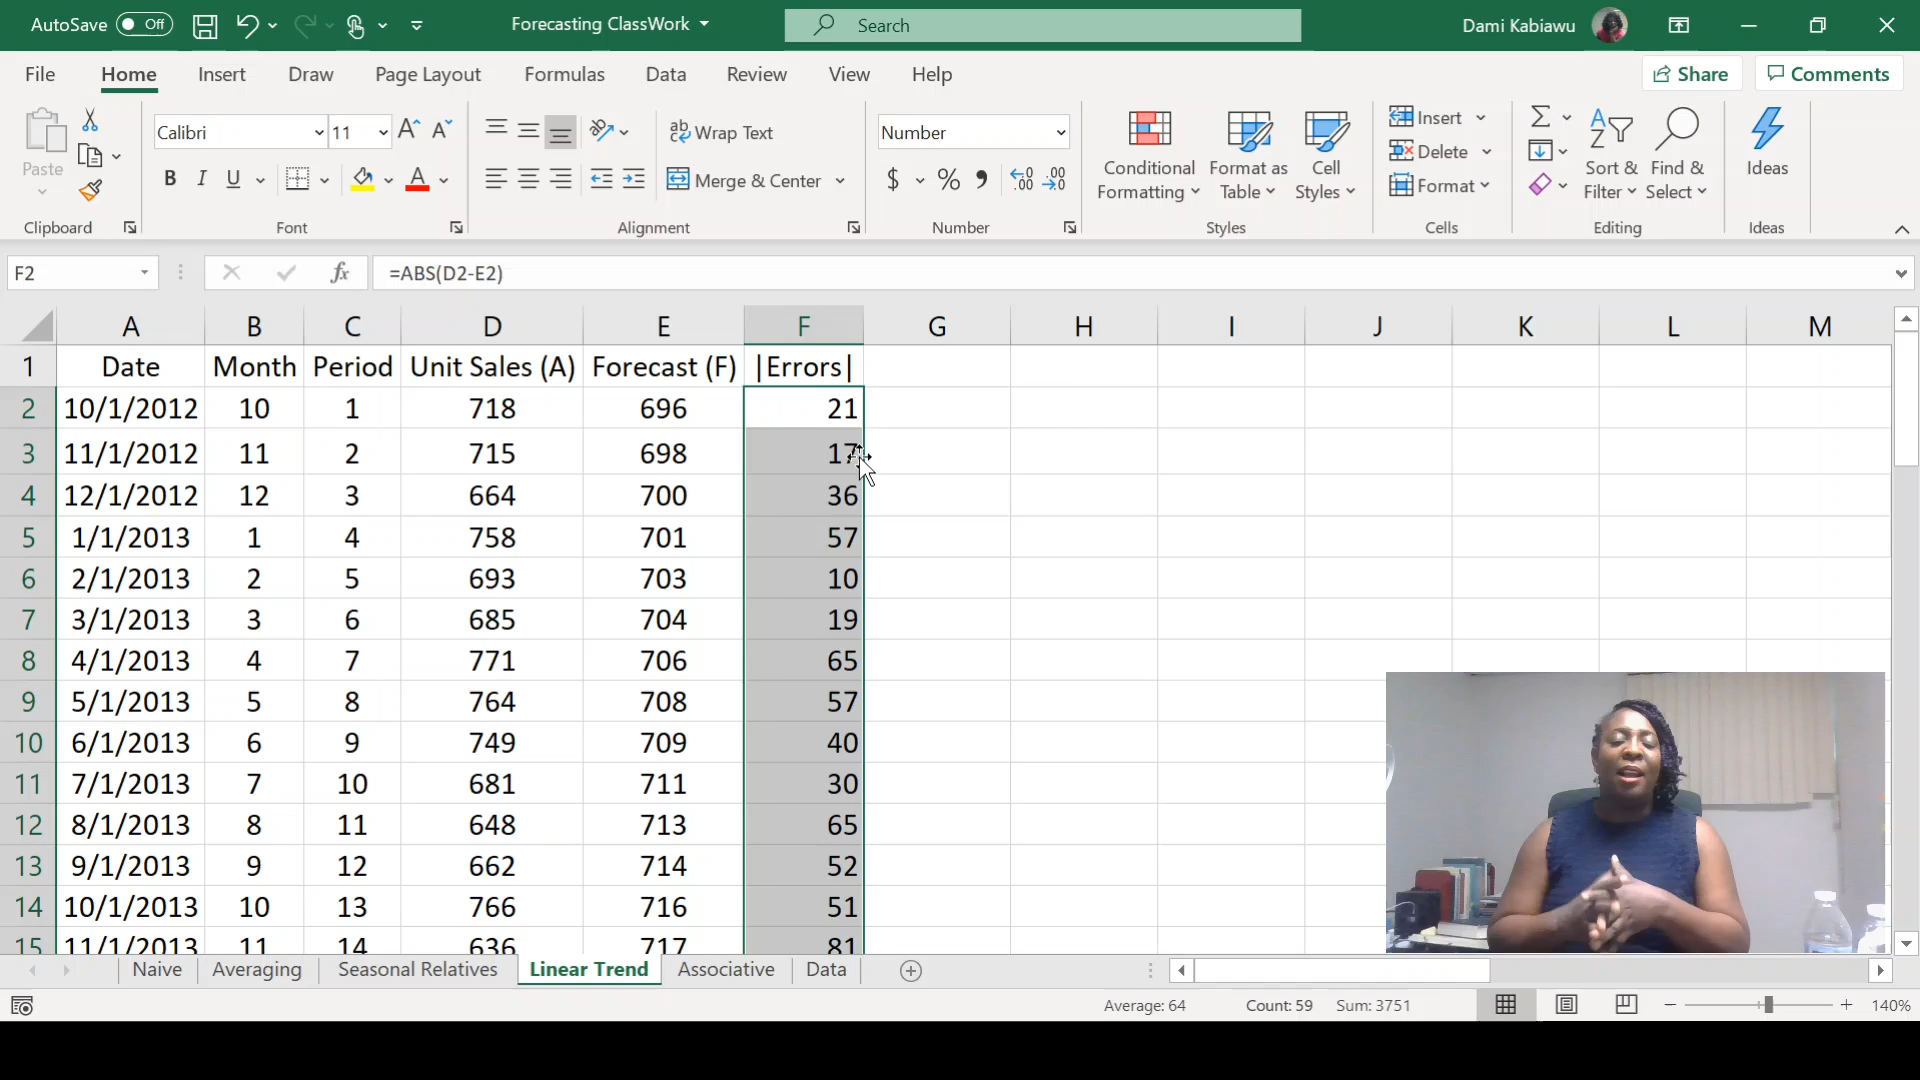 AutoSave Off Forecasting ClassWork Search Dami Kabiawu
File Home Insert Draw Page Layout Formulas Data Review View Help Share Comments
Paste Calibri 11 Wrap Text Number Conditional Formatting Format as Table Cell Styles Insert Sort & Filter Find & Select Ideas
B I U A Merge & Center $ % Delete
Format
Clipboard Font Alignment Number Styles Cells Editing Ideas
F2 fx =ABS(D2-E2)
A B C D E F G H I J K L M
1 Date Month Period Unit Sales (A) Forecast (F) |Errors|
2 10/1/2012 10 1 718 696 21
3 11/1/2012 11 2 715 698 17
4 12/1/2012 12 3 664 700 36
5 1/1/2013 1 4 758 701 57
6 2/1/2013 2 5 693 703 10
7 3/1/2013 3 6 685 704 19
8 4/1/2013 4 7 771 706 65
9 5/1/2013 5 8 764 708 57
10 6/1/2013 6 9 749 709 40
11 7/1/2013 7 10 681 711 30
12 8/1/2013 8 11 648 713 65
13 9/1/2013 9 12 662 714 52
14 10/1/2013 10 13 766 716 51
15 11/1/2013 11 14 636 717 81
Naive Averaging Seasonal Relatives Linear Trend Associative Data
Average: 64 Count: 59 Sum: 3751 140%